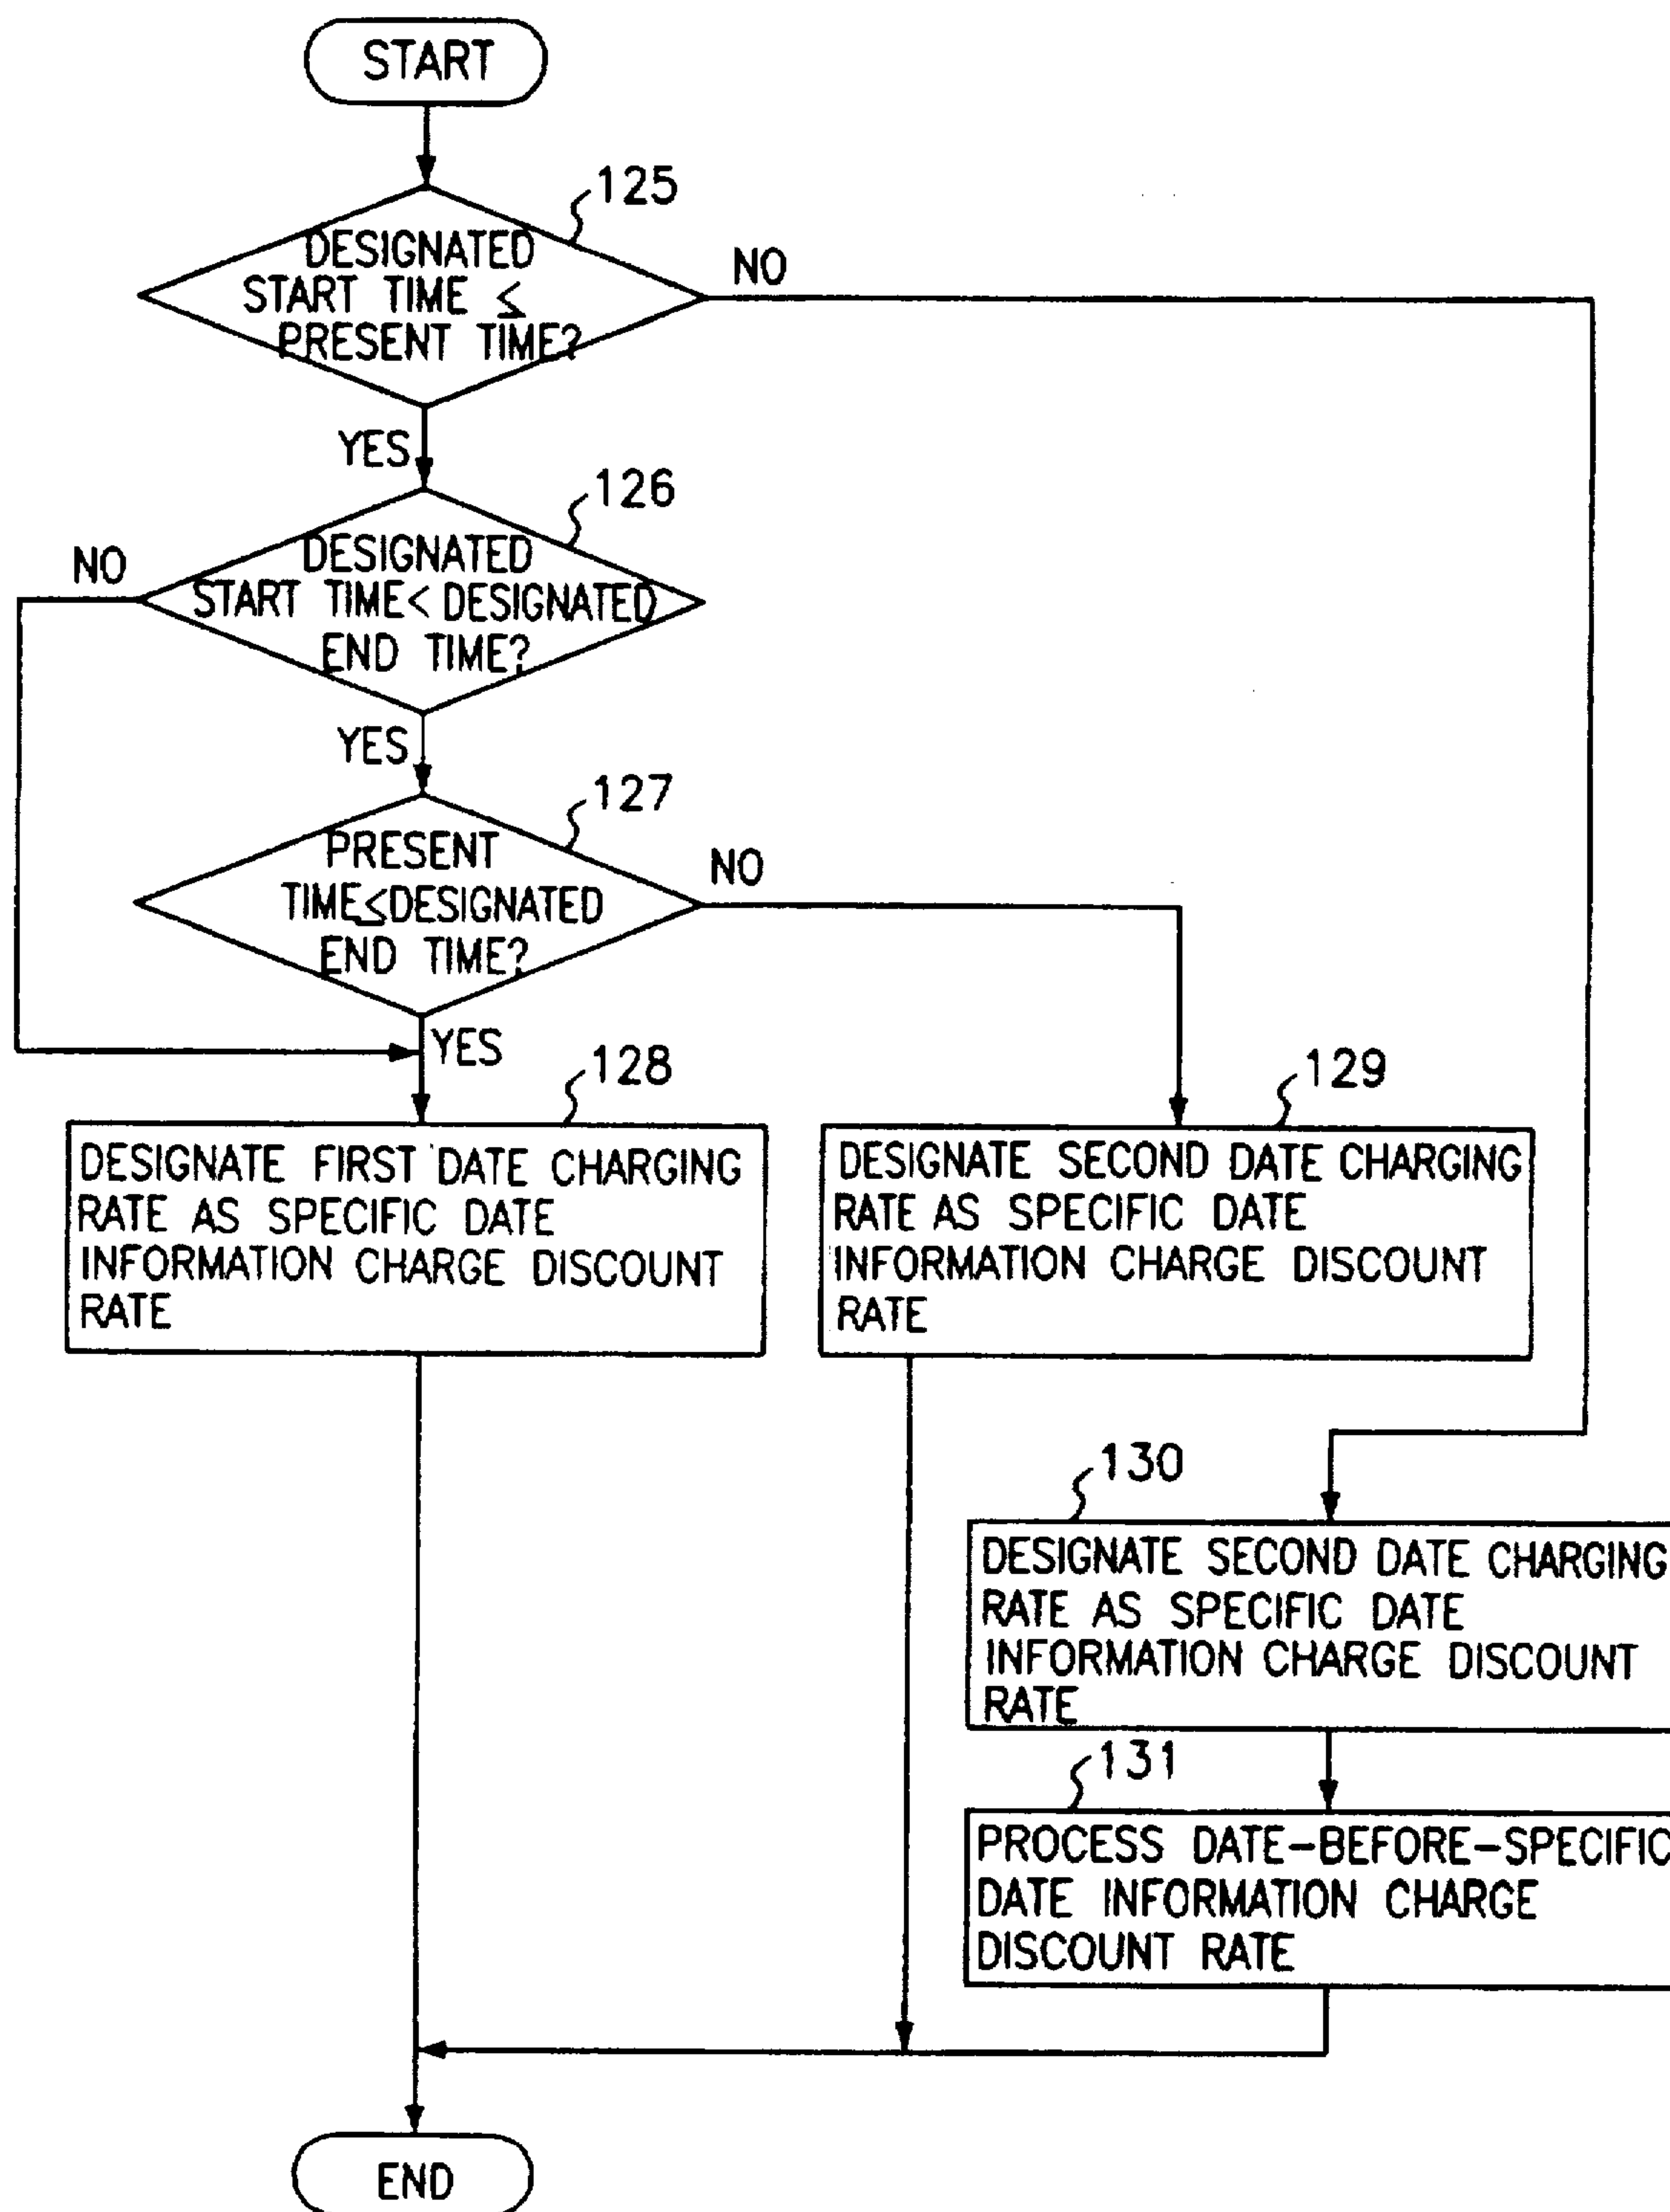 START
125
DESIGNATED
START TIME ≤
PRESENT TIME?
NO
YES
126
DESIGNATED
START TIME< DESIGNATED
END TIME?
NO
YES
127
PRESENT
TIME≤DESIGNATED
END TIME?
NO
YES
128
DESIGNATE FIRST DATE CHARGING
RATE AS SPECIFIC DATE
INFORMATION CHARGE DISCOUNT
RATE
129
DESIGNATE SECOND DATE CHARGING
RATE AS SPECIFIC DATE
INFORMATION CHARGE DISCOUNT
RATE
130
DESIGNATE SECOND DATE CHARGING
RATE AS SPECIFIC DATE
INFORMATION CHARGE DISCOUNT
RATE
131
PROCESS DATE-BEFORE-SPECIFIC
DATE INFORMATION CHARGE
DISCOUNT RATE
END